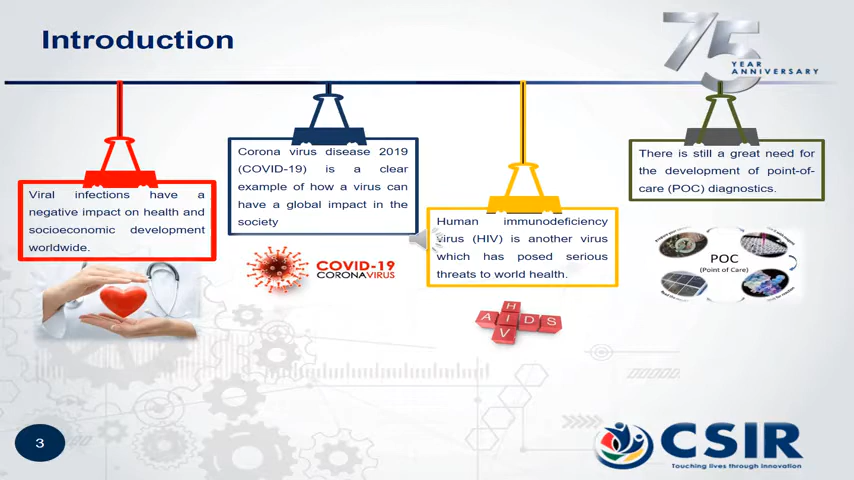 Introduction
75
YEAR
ANNIVERSARY
Viral infections have a
negative impact on health and
socioeconomic development
worldwide.
Corona virus disease 2019
(COVID-19) is a clear
example of how a virus can
have a global impact in the
society
COVID-19
CORONAVIRUS
Human immunodeficiency
virus (HIV) is another virus
which has posed serious
threats to world health.
HIV
AIDS
There is still a great need for
the development of point-of-
care (POC) diagnostics.
POC
(Point of Care)
3
CSIR
Touching lives through innovation